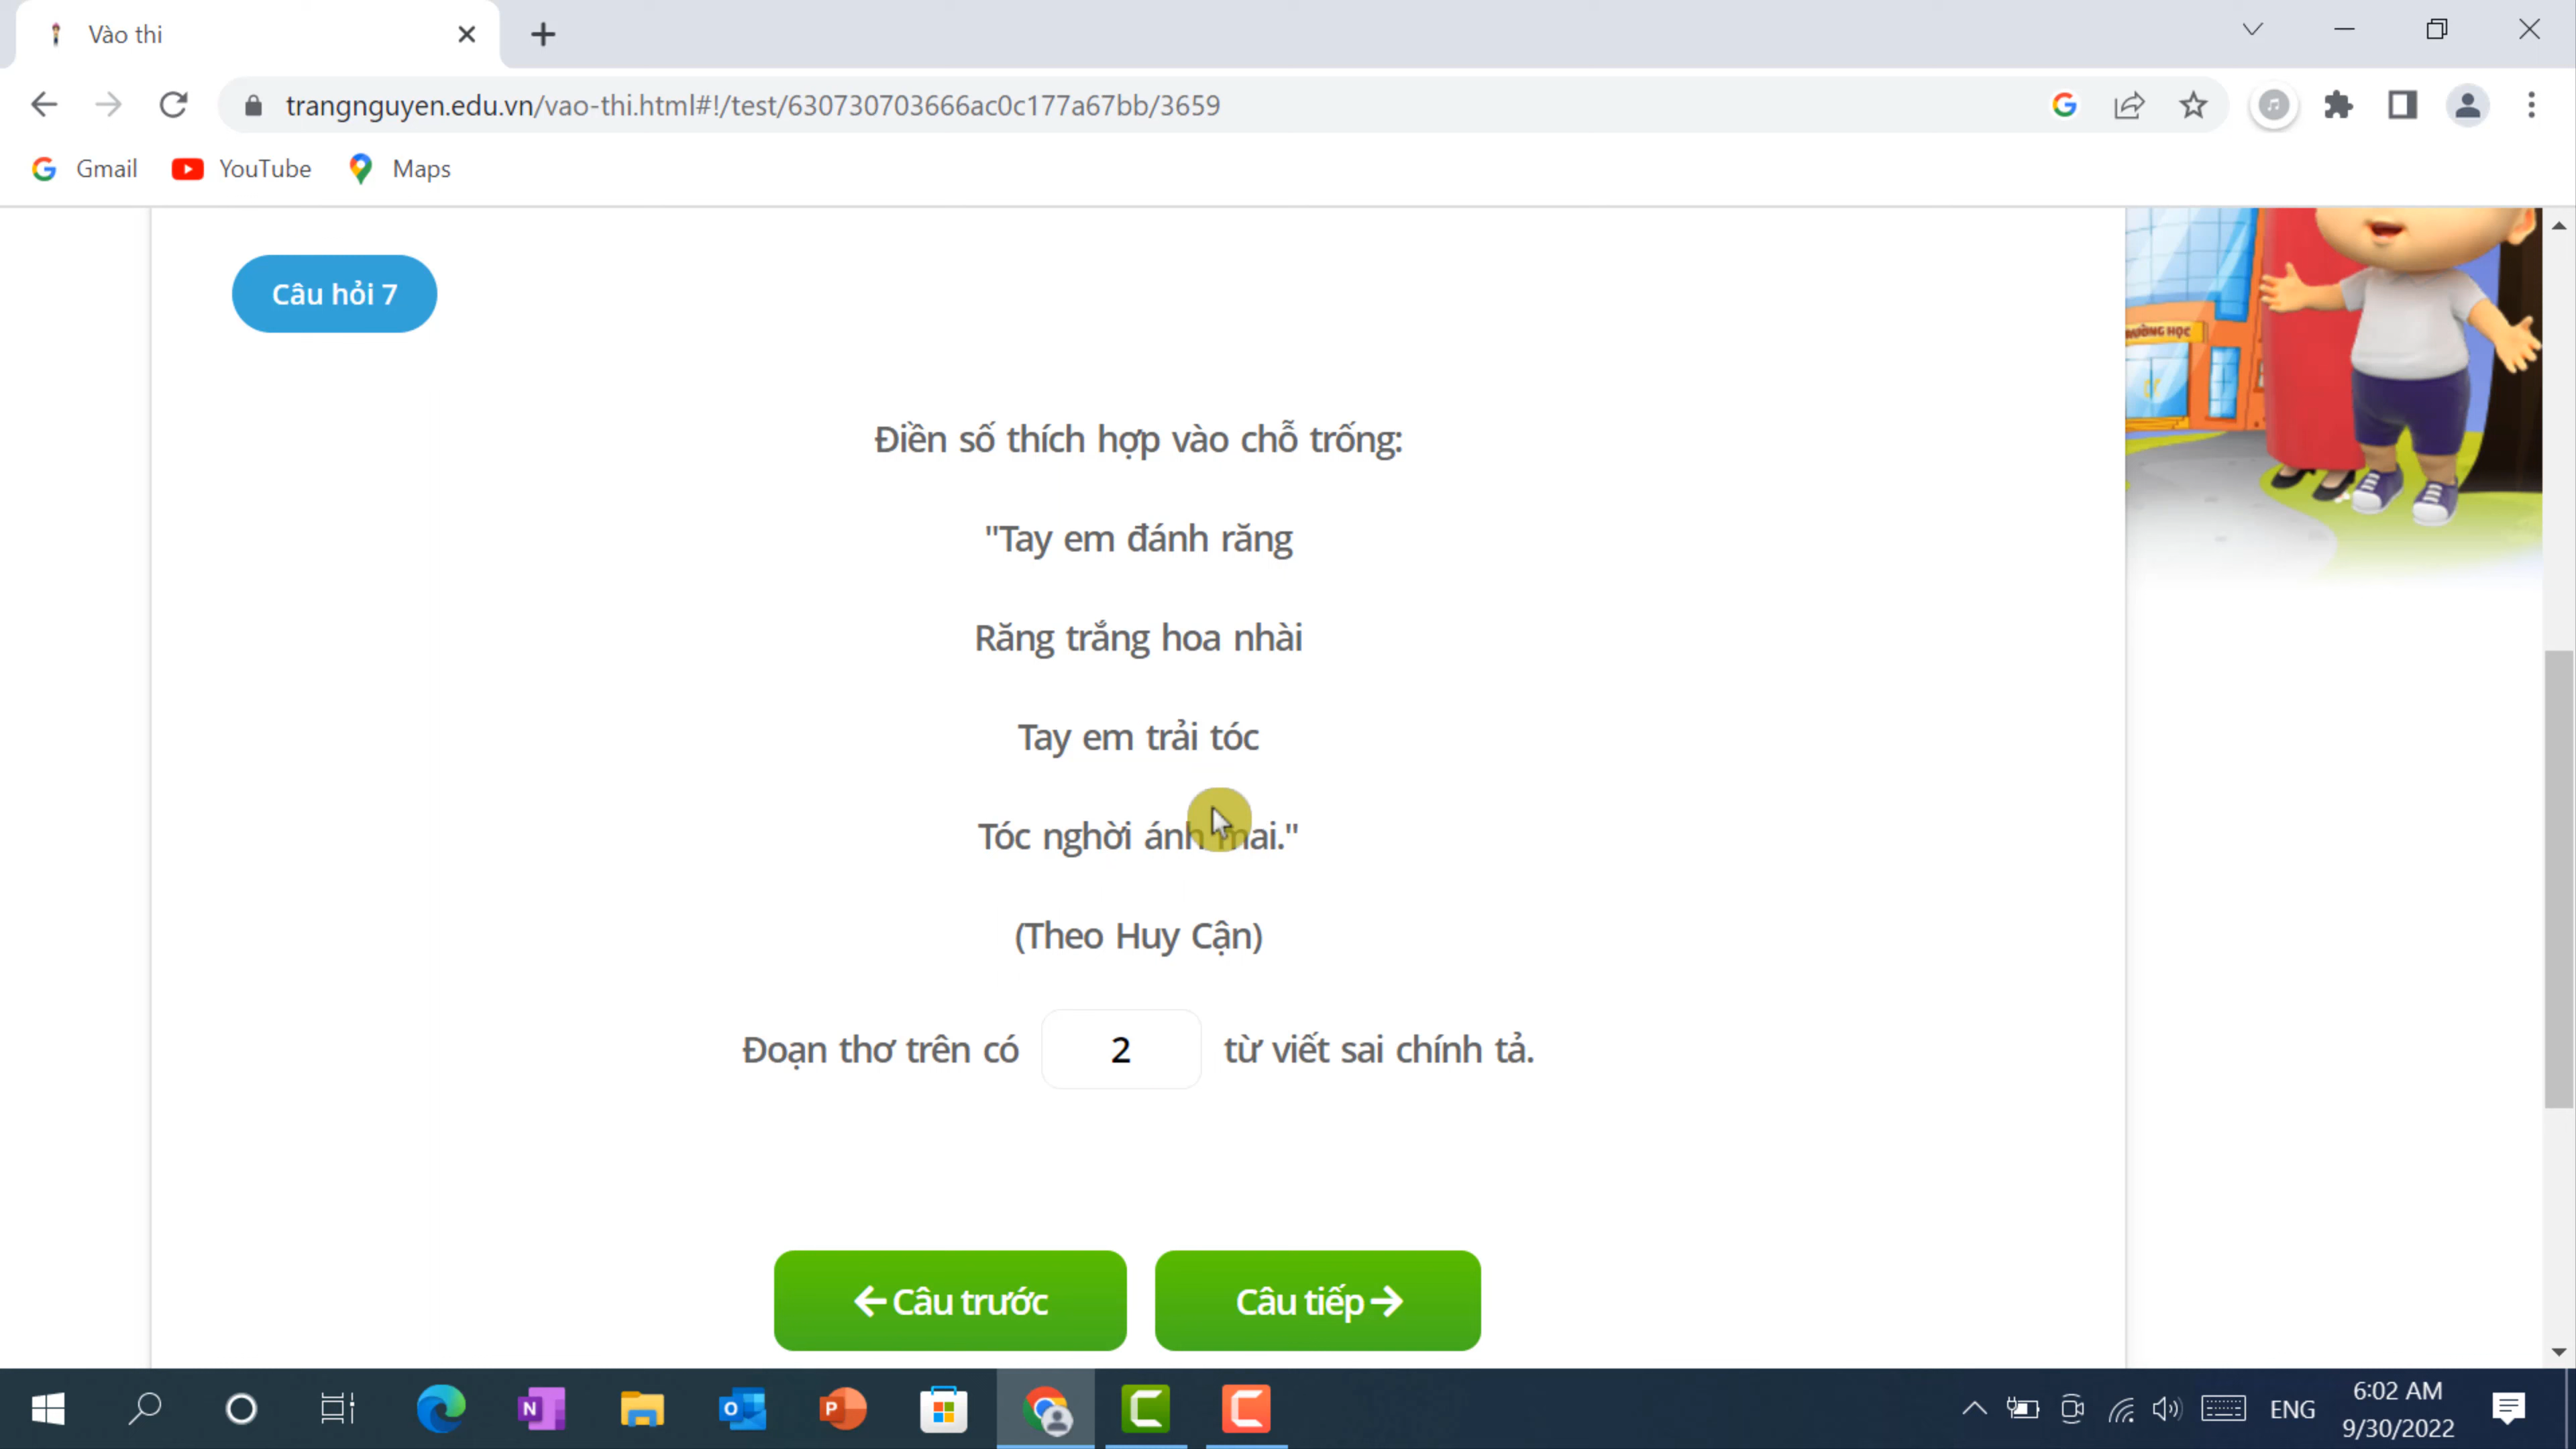 Vào thi
trangnguyen.edu.vn/vao-thi.html#!/test/630730703666ac0c177a67bb/3659
Gmail YouTube Maps
Câu hỏi 7
Điền số thích hợp vào chỗ trống:
"Tay em đánh răng
Răng trắng hoa nhài
Tay em trải tóc
Tóc nghời ánh mai."
(Theo Huy Cận)
Đoạn thơ trên có 2 từ viết sai chính tả.
Câu trước Câu tiếp
ENG
6:02 AM
9/30/2022